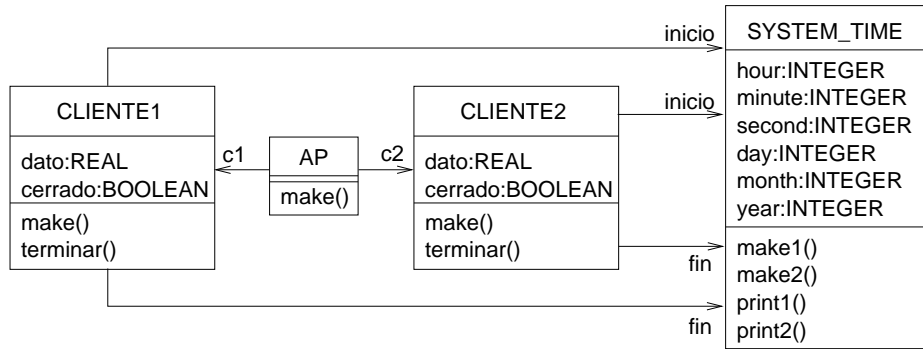 inicio
SYSTEM_TIME
hour:INTEGER
minute:INTEGER
second:INTEGER
day:INTEGER
month:INTEGER
year:INTEGER
make1()
make2()
print1()
print2()
CLIENTE1
dato:REAL
cerrado:BOOLEAN
make()
terminar()
c1
AP
make()
c2
CLIENTE2
dato:REAL
cerrado:BOOLEAN
make()
terminar()
inicio
fin
fin